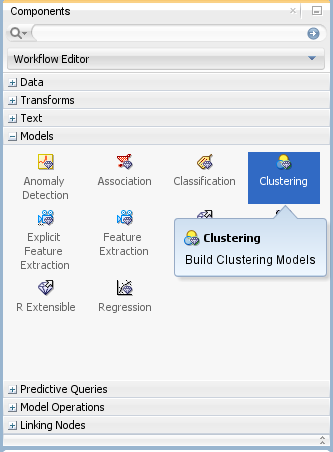 Components
Workflow Editor
Data
Transforms
Text
Models
Anomaly Detection
Association
Classification
Clustering
Explicit Feature Extraction
Feature Extraction
Clustering
Build Clustering Models
R Extensible
Regression
Predictive Queries
Model Operations
Linking Nodes